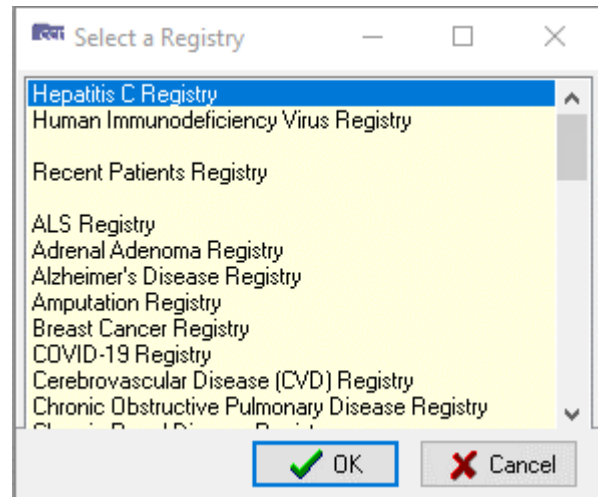 CCR Select a Registry
Hepatitis C Registry
Human Immunodeficiency Virus Registry
Recent Patients Registry
ALS Registry
Adrenal Adenoma Registry
Alzheimer's Disease Registry
Amputation Registry
Breast Cancer Registry
COVID-19 Registry
Cerebrovascular Disease (CVD) Registry
Chronic Obstructive Pulmonary Disease Registry
OK
Cancel